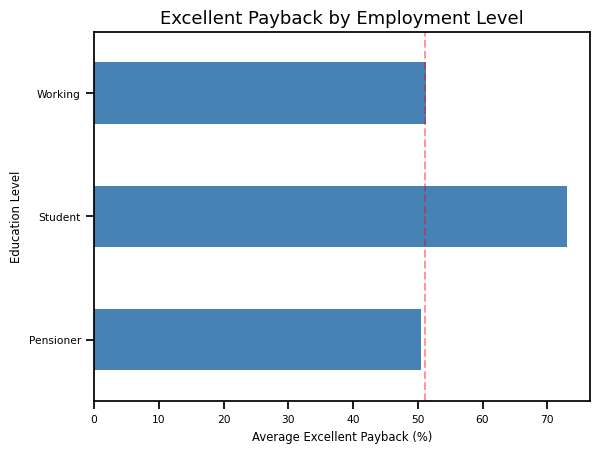 Excellent Payback by Employment Level
Education Level
Working
Student
Pensioner
0 10 20 30 40 50 60 70
Average Excellent Payback (%)